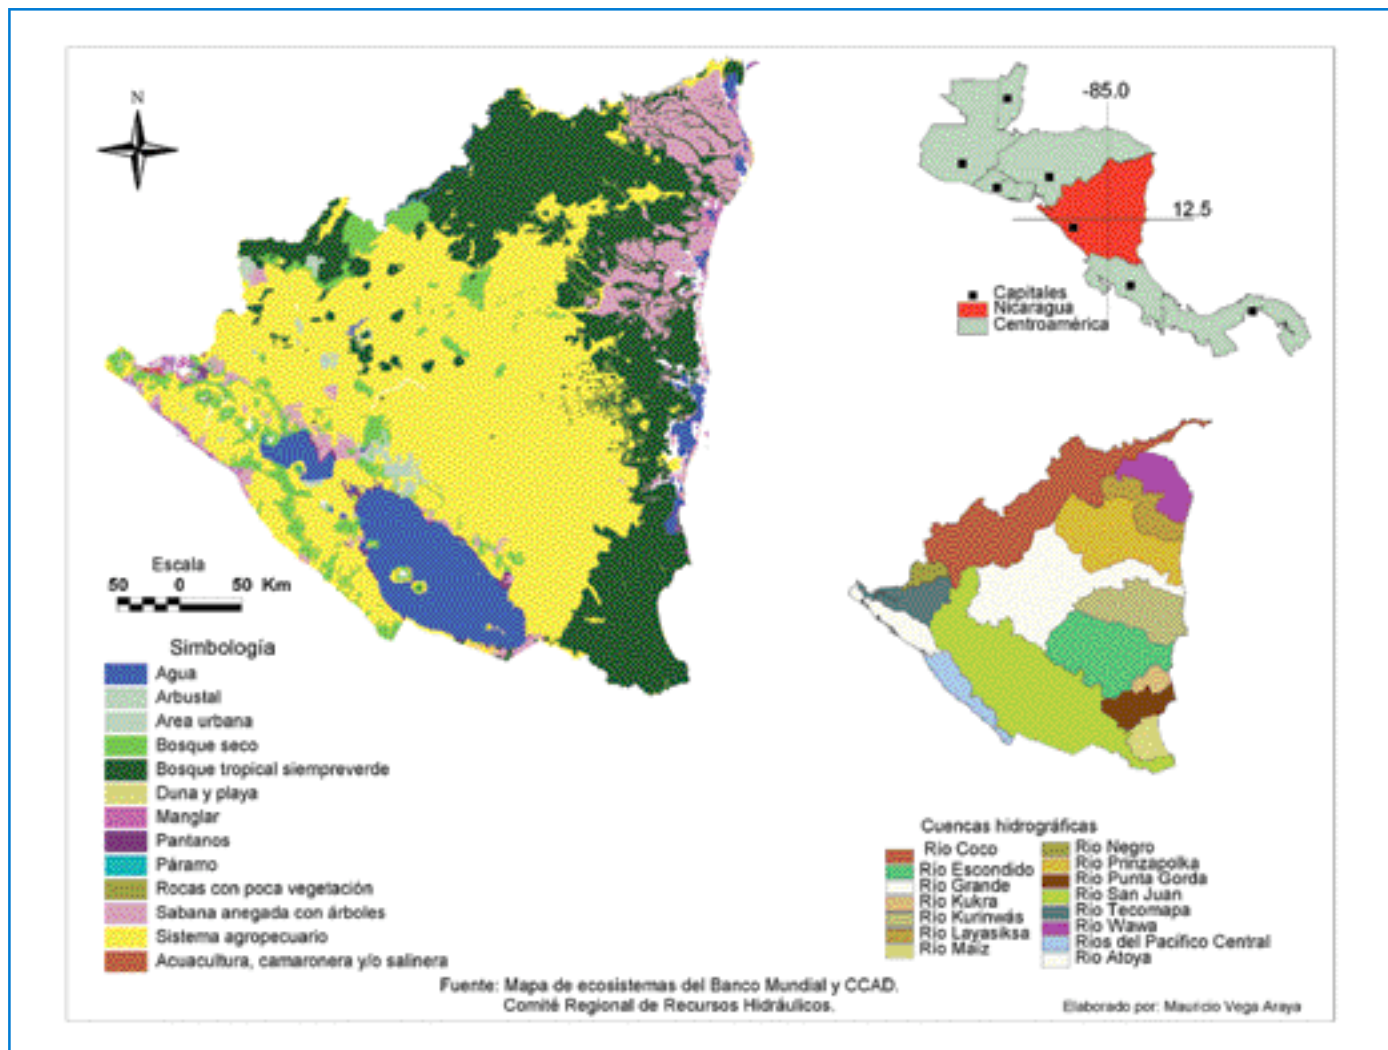 N
-85.0
12.5
Capitales
Nicaragua
Centroamérica
Escala
50 0 50 Km
Simbología
Agua
Arbustal
Area urbana
Bosque seco
Bosque tropical siempreverde
Duna y playa
Manglar
Pantanos
Páramo
Rocas con poca vegetación
Sabana anegada con árboles
Sistema agropecuario
Acuacultura, camaronera y/o salinera
Cuencas hidrográficas
Río Coco
Río Escondido
Río Grande
Río Kukra
Río Kurinwás
Río Layasiksa
Río Maíz
Río Negro
Río Prinzapolka
Río Punta Gorda
Río San Juan
Río Tecomapa
Río Wawa
Ríos del Pacífico Central
Río Atoya
Fuente: Mapa de ecosistemas del Banco Mundial y CCAD.
Comité Regional de Recursos Hidráulicos.
Elaborado por: Mauricio Vega Araya